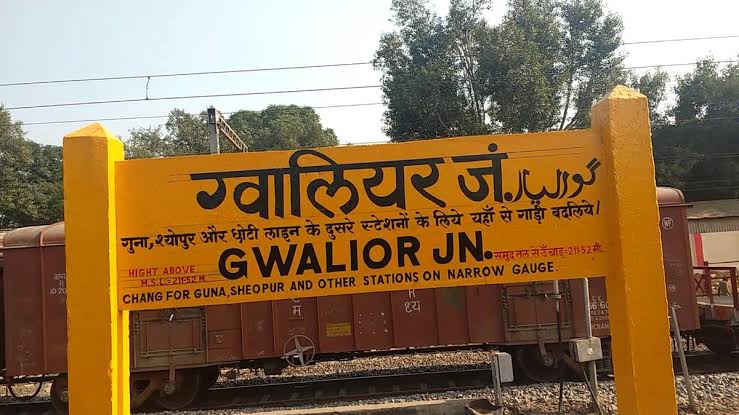 ग्वालियर जं. گوالیار
गुना,श्योपुर और छोटी लाइन के दुसरे स्टेशनों के लिये यहाँ से गाड़ी बदलिये।
GWALIOR JN.
HIGHT ABOVE
M.S.L:-211-52 M.
समुद्र तल से ऊँचाई-211-52 मी.
CHANG FOR GUNA,SHEOPUR AND OTHER STATIONS ON NARROW GAUGE.